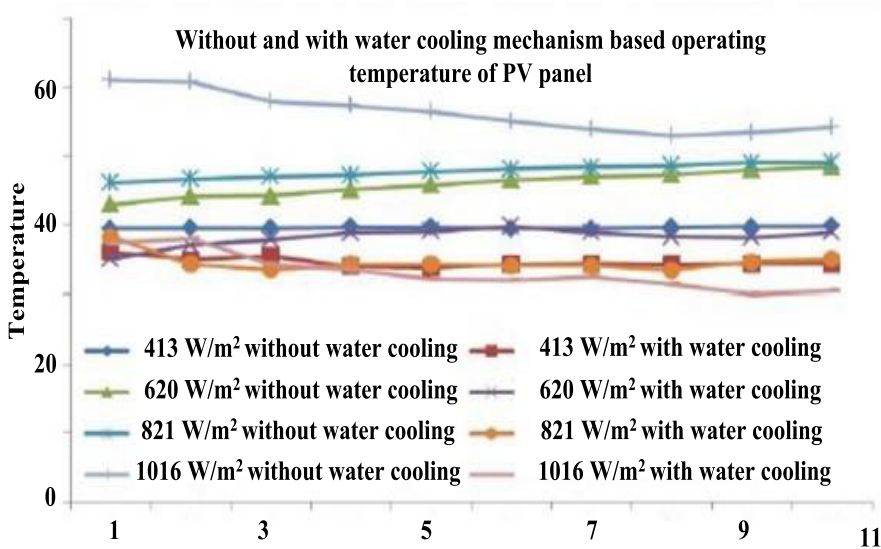 Without and with water cooling mechanism based operating
temperature of PV panel
60
40
20
0
Temperature
413 W/m² without water cooling
413 W/m² with water cooling
620 W/m² without water cooling
620 W/m² with water cooling
821 W/m² without water cooling
821 W/m² with water cooling
1016 W/m² without water cooling
1016 W/m² with water cooling
1 3 5 7 9 11